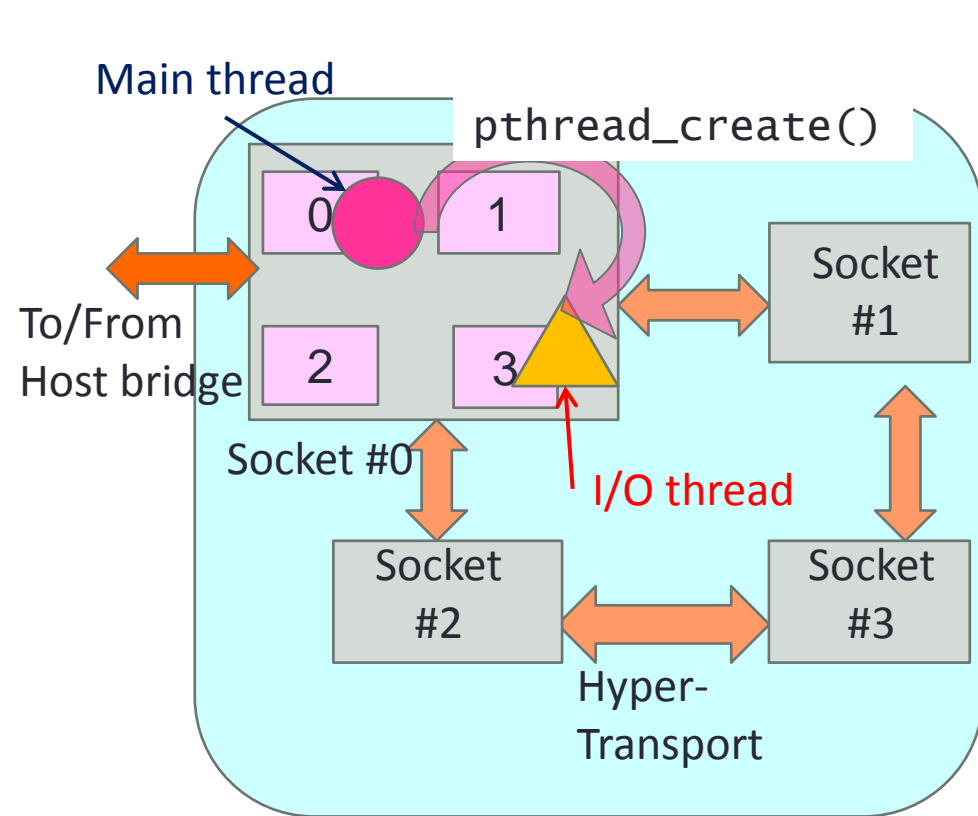 Main thread
pthread_create()
0
1
To/From
Host bridge
2
3
Socket
#1
Socket #0
I/O thread
Socket
#2
Socket
#3
Hyper-
Transport